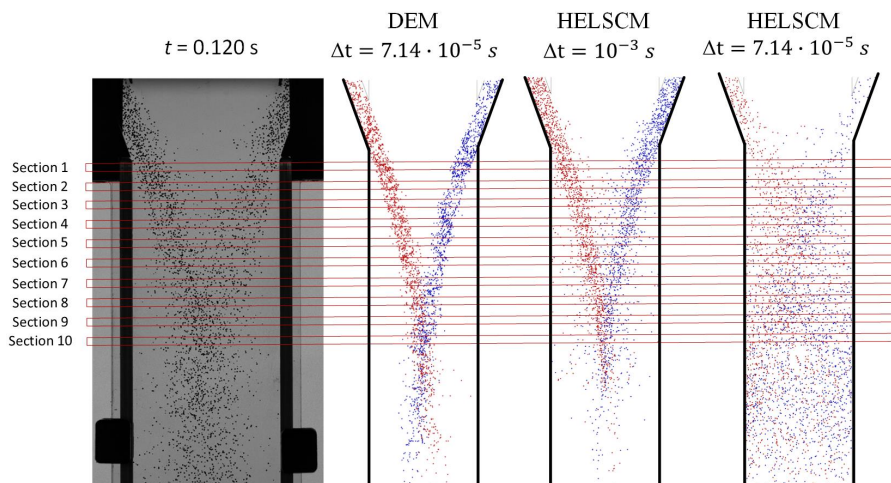 t = 0.120 s
DEM
Δt = 7.14 · 10⁻⁵ s
HELSCM
Δt = 10⁻³ s
HELSCM
Δt = 7.14 · 10⁻⁵ s
Section 1
Section 2
Section 3
Section 4
Section 5
Section 6
Section 7
Section 8
Section 9
Section 10